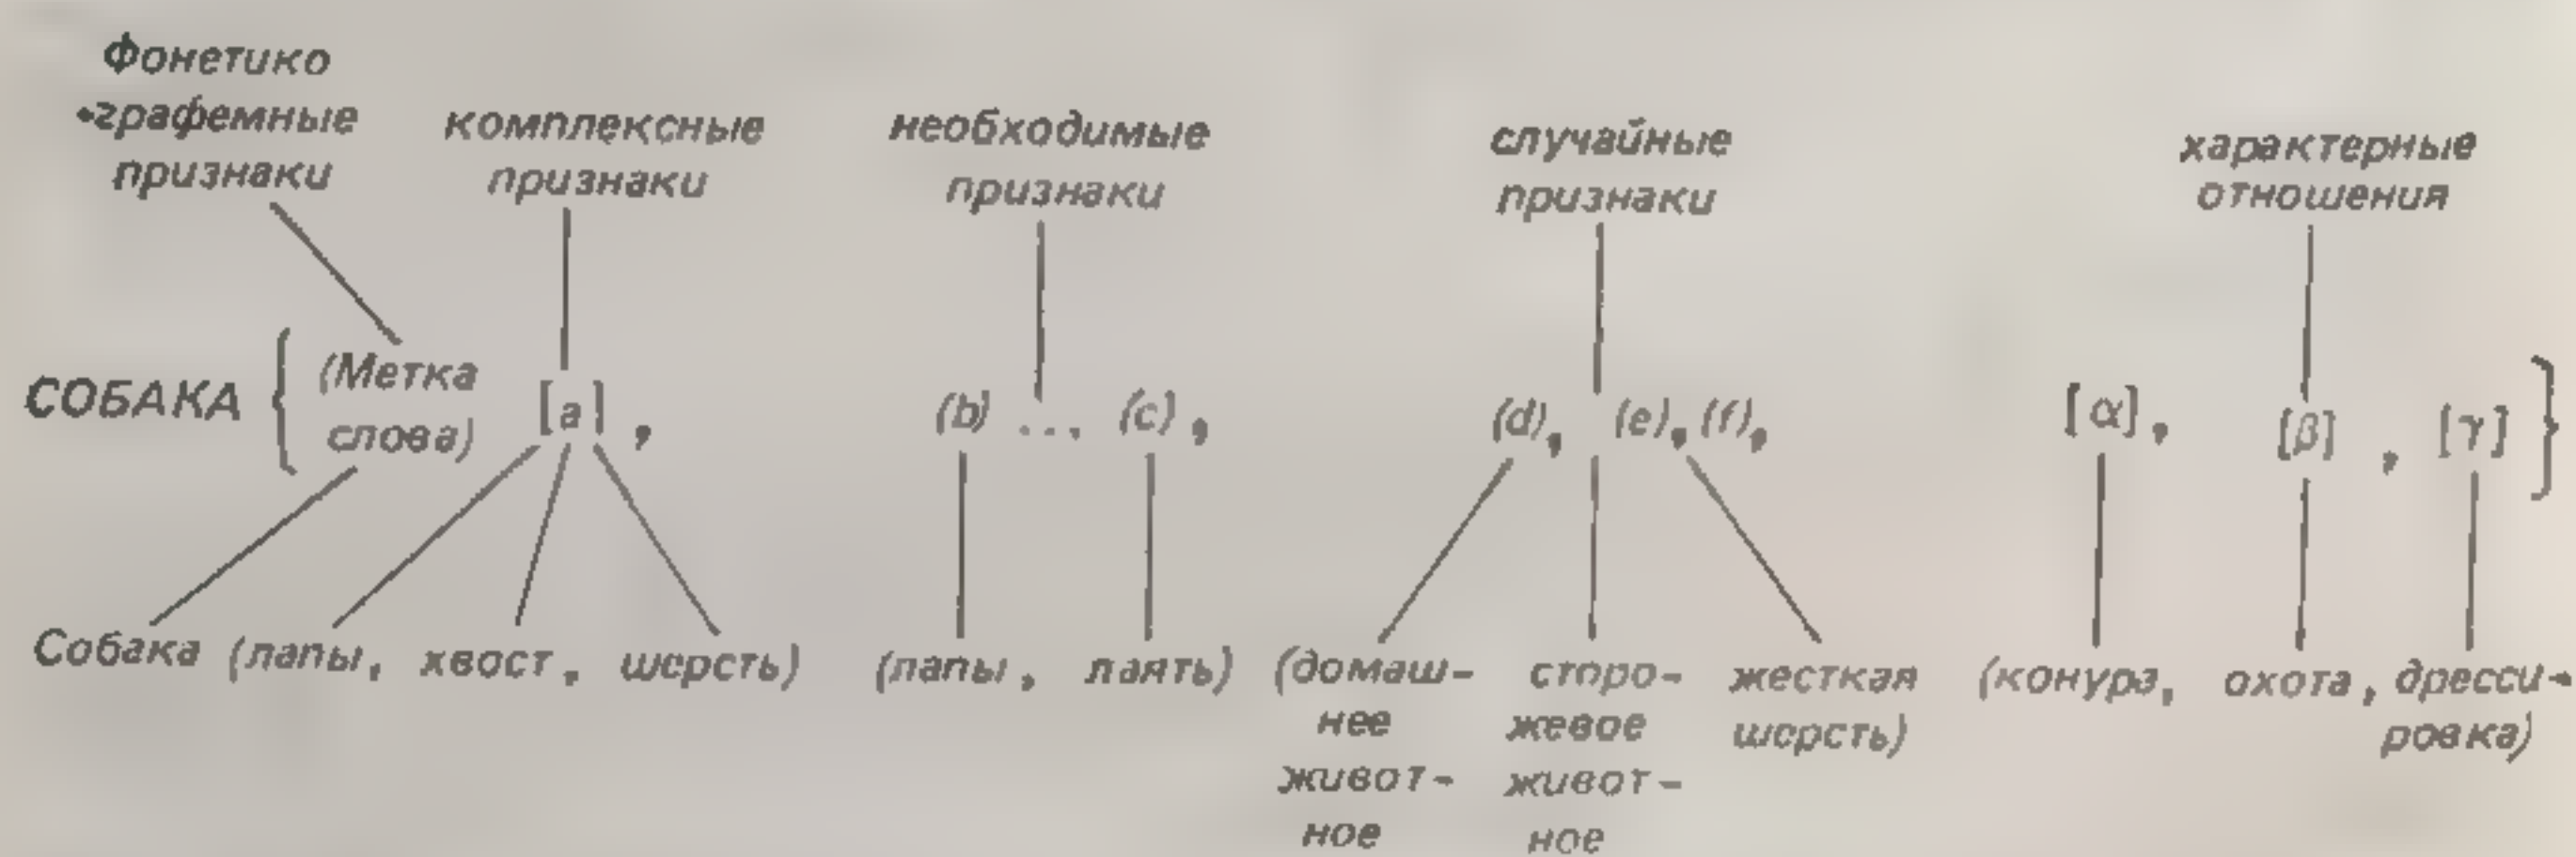 Фонетико
-графемные
признаки
комплексные
признаки
необходимые
признаки
случайные
признаки
характерные
отношения
СОБАКА { (Метка слова) [a] , (b) ... (c) , (d), (e), (f), [α] , [β] , [γ] }
Собака (лапы, хвост, шерсть) (лапы, лаять) (домаш- сторо- жесткая (конура, охота, дресси-
нее жевое шерсть) ровка)
живот- живот-
ное ное